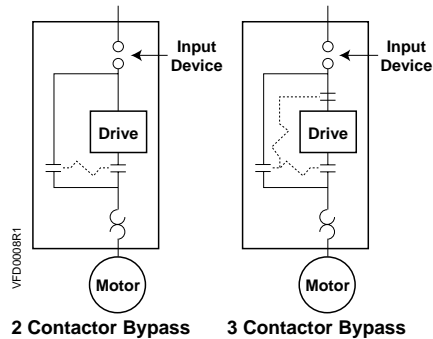 Input
Device
Input
Device
Drive
Drive
VFD0008R1
Motor
Motor
2 Contactor Bypass
3 Contactor Bypass